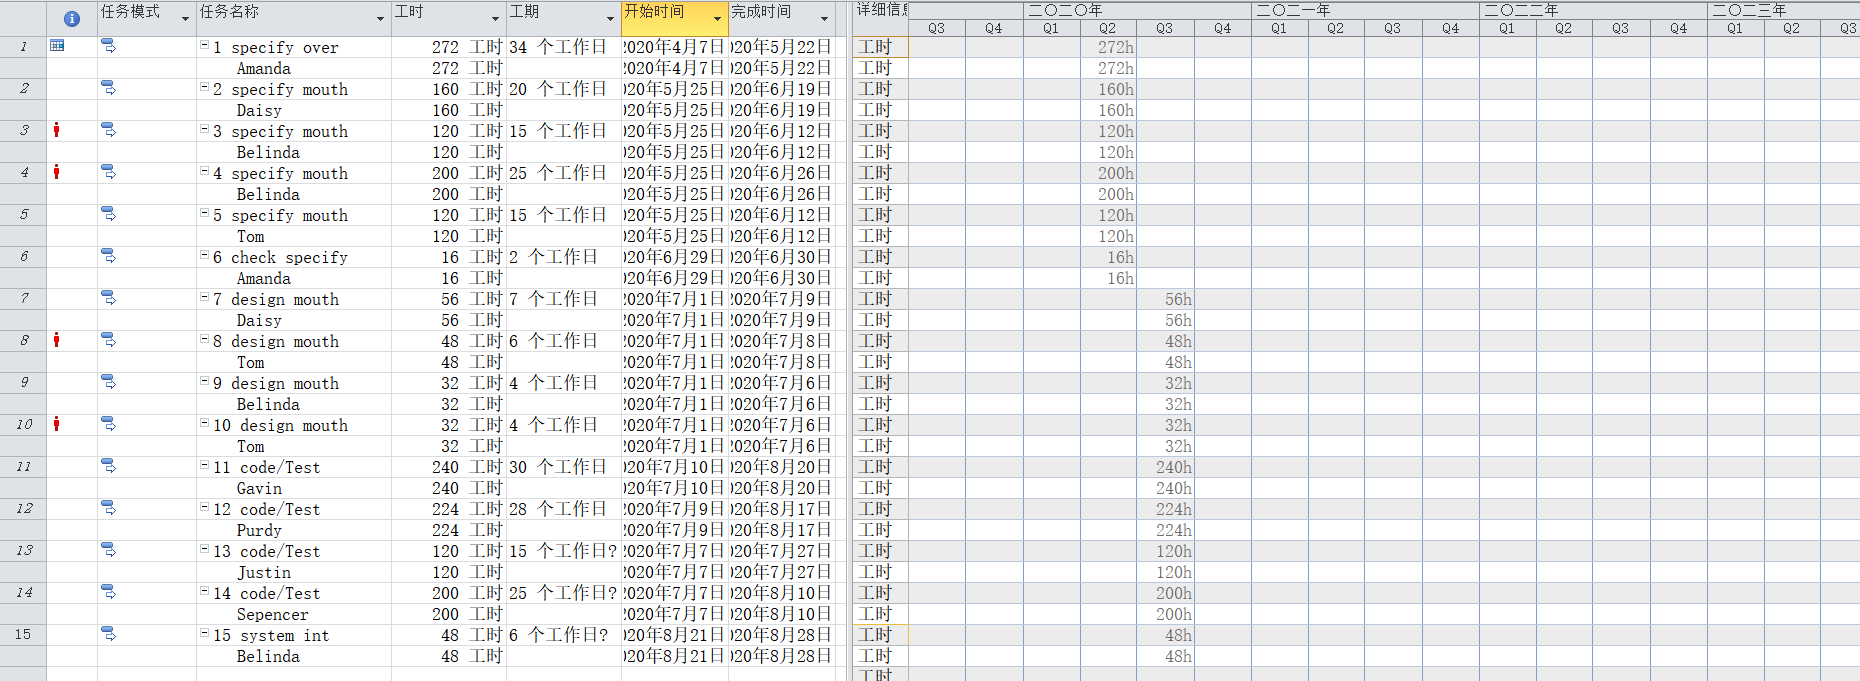 任务模式 任务名称 工时 工期 开始时间 完成时间 详细信息 二〇二〇年 二〇二一年 二〇二二年 二〇二三年
Q3 Q4 Q1 Q2 Q3 Q4 Q1 Q2 Q3 Q4 Q1 Q2 Q3 Q4 Q1 Q2 Q3
1 1 specify over 272 工时 34 个工作日 2020年4月7日 020年5月22日 工时 272h
Amanda 272 工时 2020年4月7日 020年5月22日 工时 272h
2 2 specify mouth 160 工时 20 个工作日 020年5月25日 020年6月19日 工时 160h
Daisy 160 工时 020年5月25日 020年6月19日 工时 160h
3 3 specify mouth 120 工时 15 个工作日 020年5月25日 020年6月12日 工时 120h
Belinda 120 工时 020年5月25日 020年6月12日 工时 120h
4 4 specify mouth 200 工时 25 个工作日 020年5月25日 020年6月26日 工时 200h
Belinda 200 工时 020年5月25日 020年6月26日 工时 200h
5 5 specify mouth 120 工时 15 个工作日 020年5月25日 020年6月12日 工时 120h
Tom 120 工时 020年5月25日 020年6月12日 工时 120h
6 6 check specify 16 工时 2 个工作日 020年6月29日 020年6月30日 工时 16h
Amanda 16 工时 020年6月29日 020年6月30日 工时 16h
7 7 design mouth 56 工时 7 个工作日 2020年7月1日 2020年7月9日 工时 56h
Daisy 56 工时 2020年7月1日 2020年7月9日 工时 56h
8 8 design mouth 48 工时 6 个工作日 2020年7月1日 2020年7月8日 工时 48h
Tom 48 工时 2020年7月1日 2020年7月8日 工时 48h
9 9 design mouth 32 工时 4 个工作日 2020年7月1日 2020年7月6日 工时 32h
Belinda 32 工时 2020年7月1日 2020年7月6日 工时 32h
10 10 design mouth 32 工时 4 个工作日 2020年7月1日 2020年7月6日 工时 32h
Tom 32 工时 2020年7月1日 2020年7月6日 工时 32h
11 11 code/Test 240 工时 30 个工作日 020年7月10日 020年8月20日 工时 240h
Gavin 240 工时 020年7月10日 020年8月20日 工时 240h
12 12 code/Test 224 工时 28 个工作日 2020年7月9日 020年8月17日 工时 224h
Purdy 224 工时 2020年7月9日 020年8月17日 工时 224h
13 13 code/Test 120 工时 15 个工作日? 2020年7月7日 020年7月27日 工时 120h
Justin 120 工时 2020年7月7日 020年7月27日 工时 120h
14 14 code/Test 200 工时 25 个工作日? 2020年7月7日 020年8月10日 工时 200h
Sepencer 200 工时 2020年7月7日 020年8月10日 工时 200h
15 15 system int 48 工时 6 个工作日? 020年8月21日 020年8月28日 工时 48h
Belinda 48 工时 020年8月21日 020年8月28日 工时 48h
工时